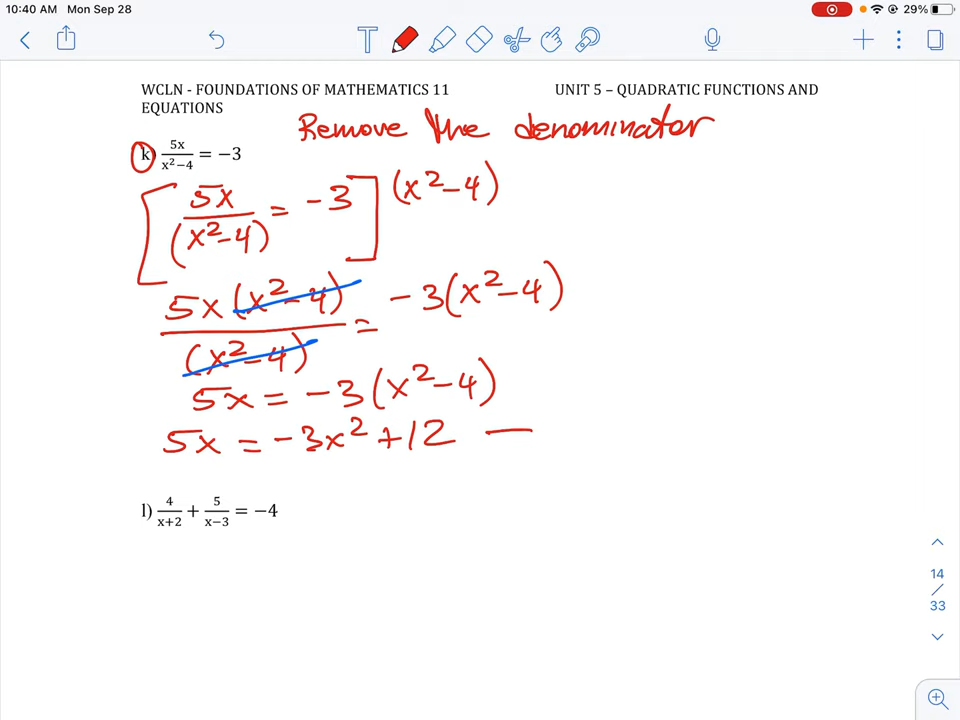 10:40 AM Mon Sep 28 29%
WCLN - FOUNDATIONS OF MATHEMATICS 11 UNIT 5 – QUADRATIC FUNCTIONS AND
EQUATIONS
Remove the denominator
k) 5x/(x²−4) = −3
[5x/(x²−4) = −3] (x²−4)
5x(x²−4)/(x²−4) = −3(x²−4)
5x = −3(x²−4)
5x = −3x² +12 —
l) 4/(x+2) + 5/(x−3) = −4
14
/
33